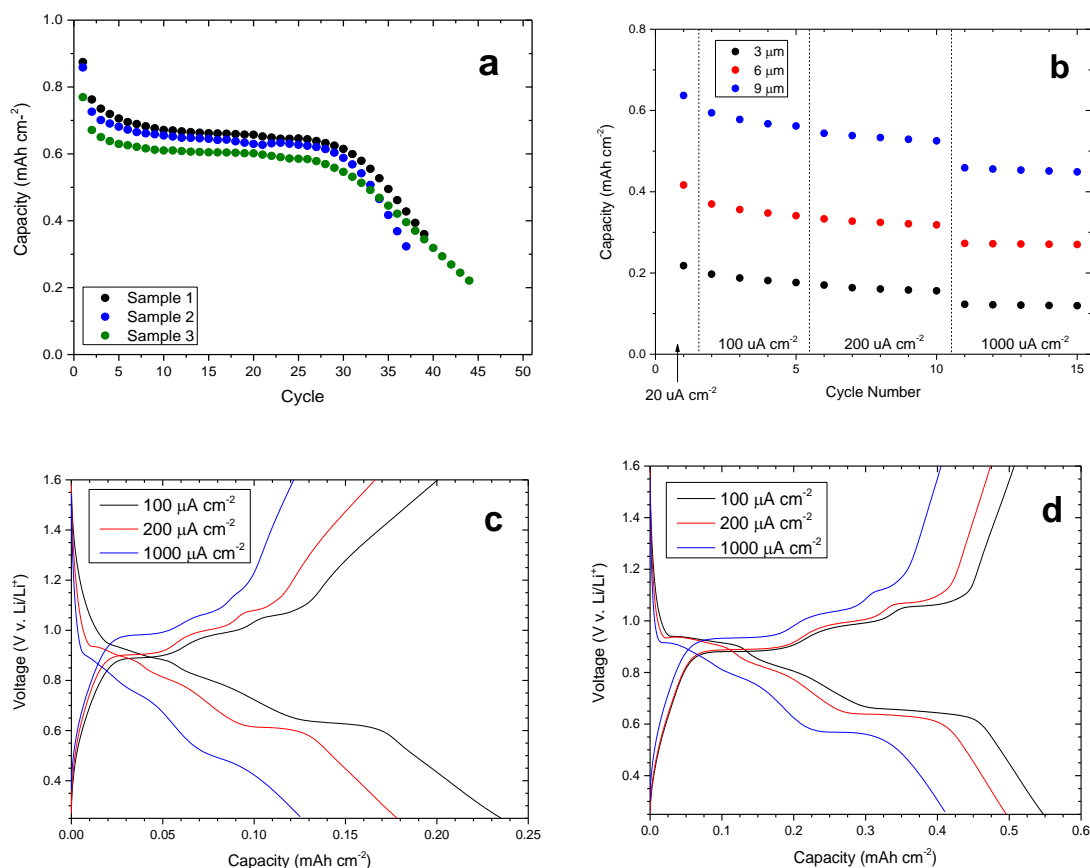 a
1.0
0.8
0.6
0.4
0.2
0.0
Capacity (mAh cm-²)
Sample 1
Sample 2
Sample 3
0 5 10 15 20 25 30 35 40 45 50
Cycle
b
0.8
0.6
0.4
0.2
0.0
Capacity (mAh cm⁻²)
3 μm
6 μm
9 μm
100 uA cm⁻² 200 uA cm⁻² 1000 uA cm⁻²
0 5 10 15
20 uA cm⁻²
Cycle Number
c
1.6
1.4
1.2
1.0
0.8
0.6
0.4
Voltage (V v. Li/Li⁺)
100 μA cm⁻²
200 μA cm⁻²
1000 μA cm⁻²
0.00 0.05 0.10 0.15 0.20 0.25
Capacity (mAh cm⁻²)
d
1.6
1.4
1.2
1.0
0.8
0.6
0.4
Voltage (V v. Li/Li⁺)
100 μA cm⁻²
200 μA cm⁻²
1000 μA cm⁻²
0.0 0.1 0.2 0.3 0.4 0.5 0.6
Capacity (mAh cm⁻²)